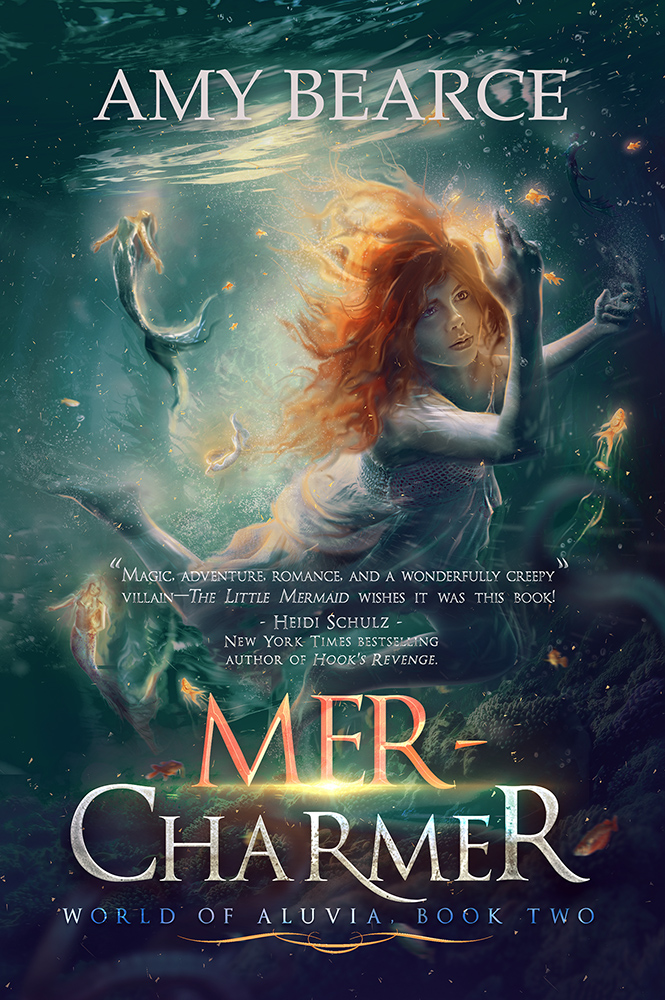 AMY BEARCE
“MAGIC, ADVENTURE, ROMANCE, AND A WONDERFULLY CREEPY
VILLAIN—THE LITTLE MERMAID WISHES IT WAS THIS BOOK!”
- HEIDI SCHULZ -
NEW YORK TIMES BESTSELLING
AUTHOR OF HOOK'S REVENGE.
MER-
CHARMER
WORLD OF ALUVIA, BOOK TWO